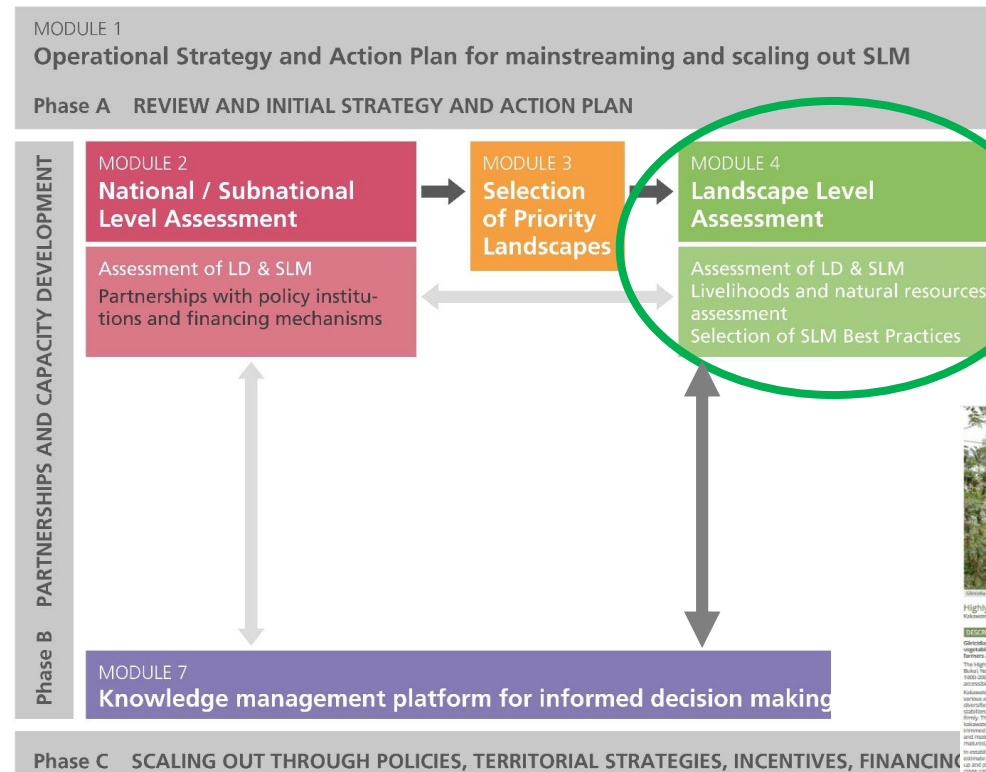 MODULE 1
Operational Strategy and Action Plan for mainstreaming and scaling out SLM
Phase A REVIEW AND INITIAL STRATEGY AND ACTION PLAN
Phase B PARTNERSHIPS AND CAPACITY DEVELOPMENT
MODULE 2
National / Subnational
Level Assessment
Assessment of LD & SLM
Partnerships with policy institu-
tions and financing mechanisms
MODULE 3
Selection
of Priority
Landscapes
MODULE 4
Landscape Level
Assessment
Assessment of LD & SLM
Livelihoods and natural resources
assessment
Selection of SLM Best Practices
MODULE 7
Knowledge management platform for informed decision making
Highly
Phase C SCALING OUT THROUGH POLICIES, TERRITORIAL STRATEGIES, INCENTIVES, FINANCING